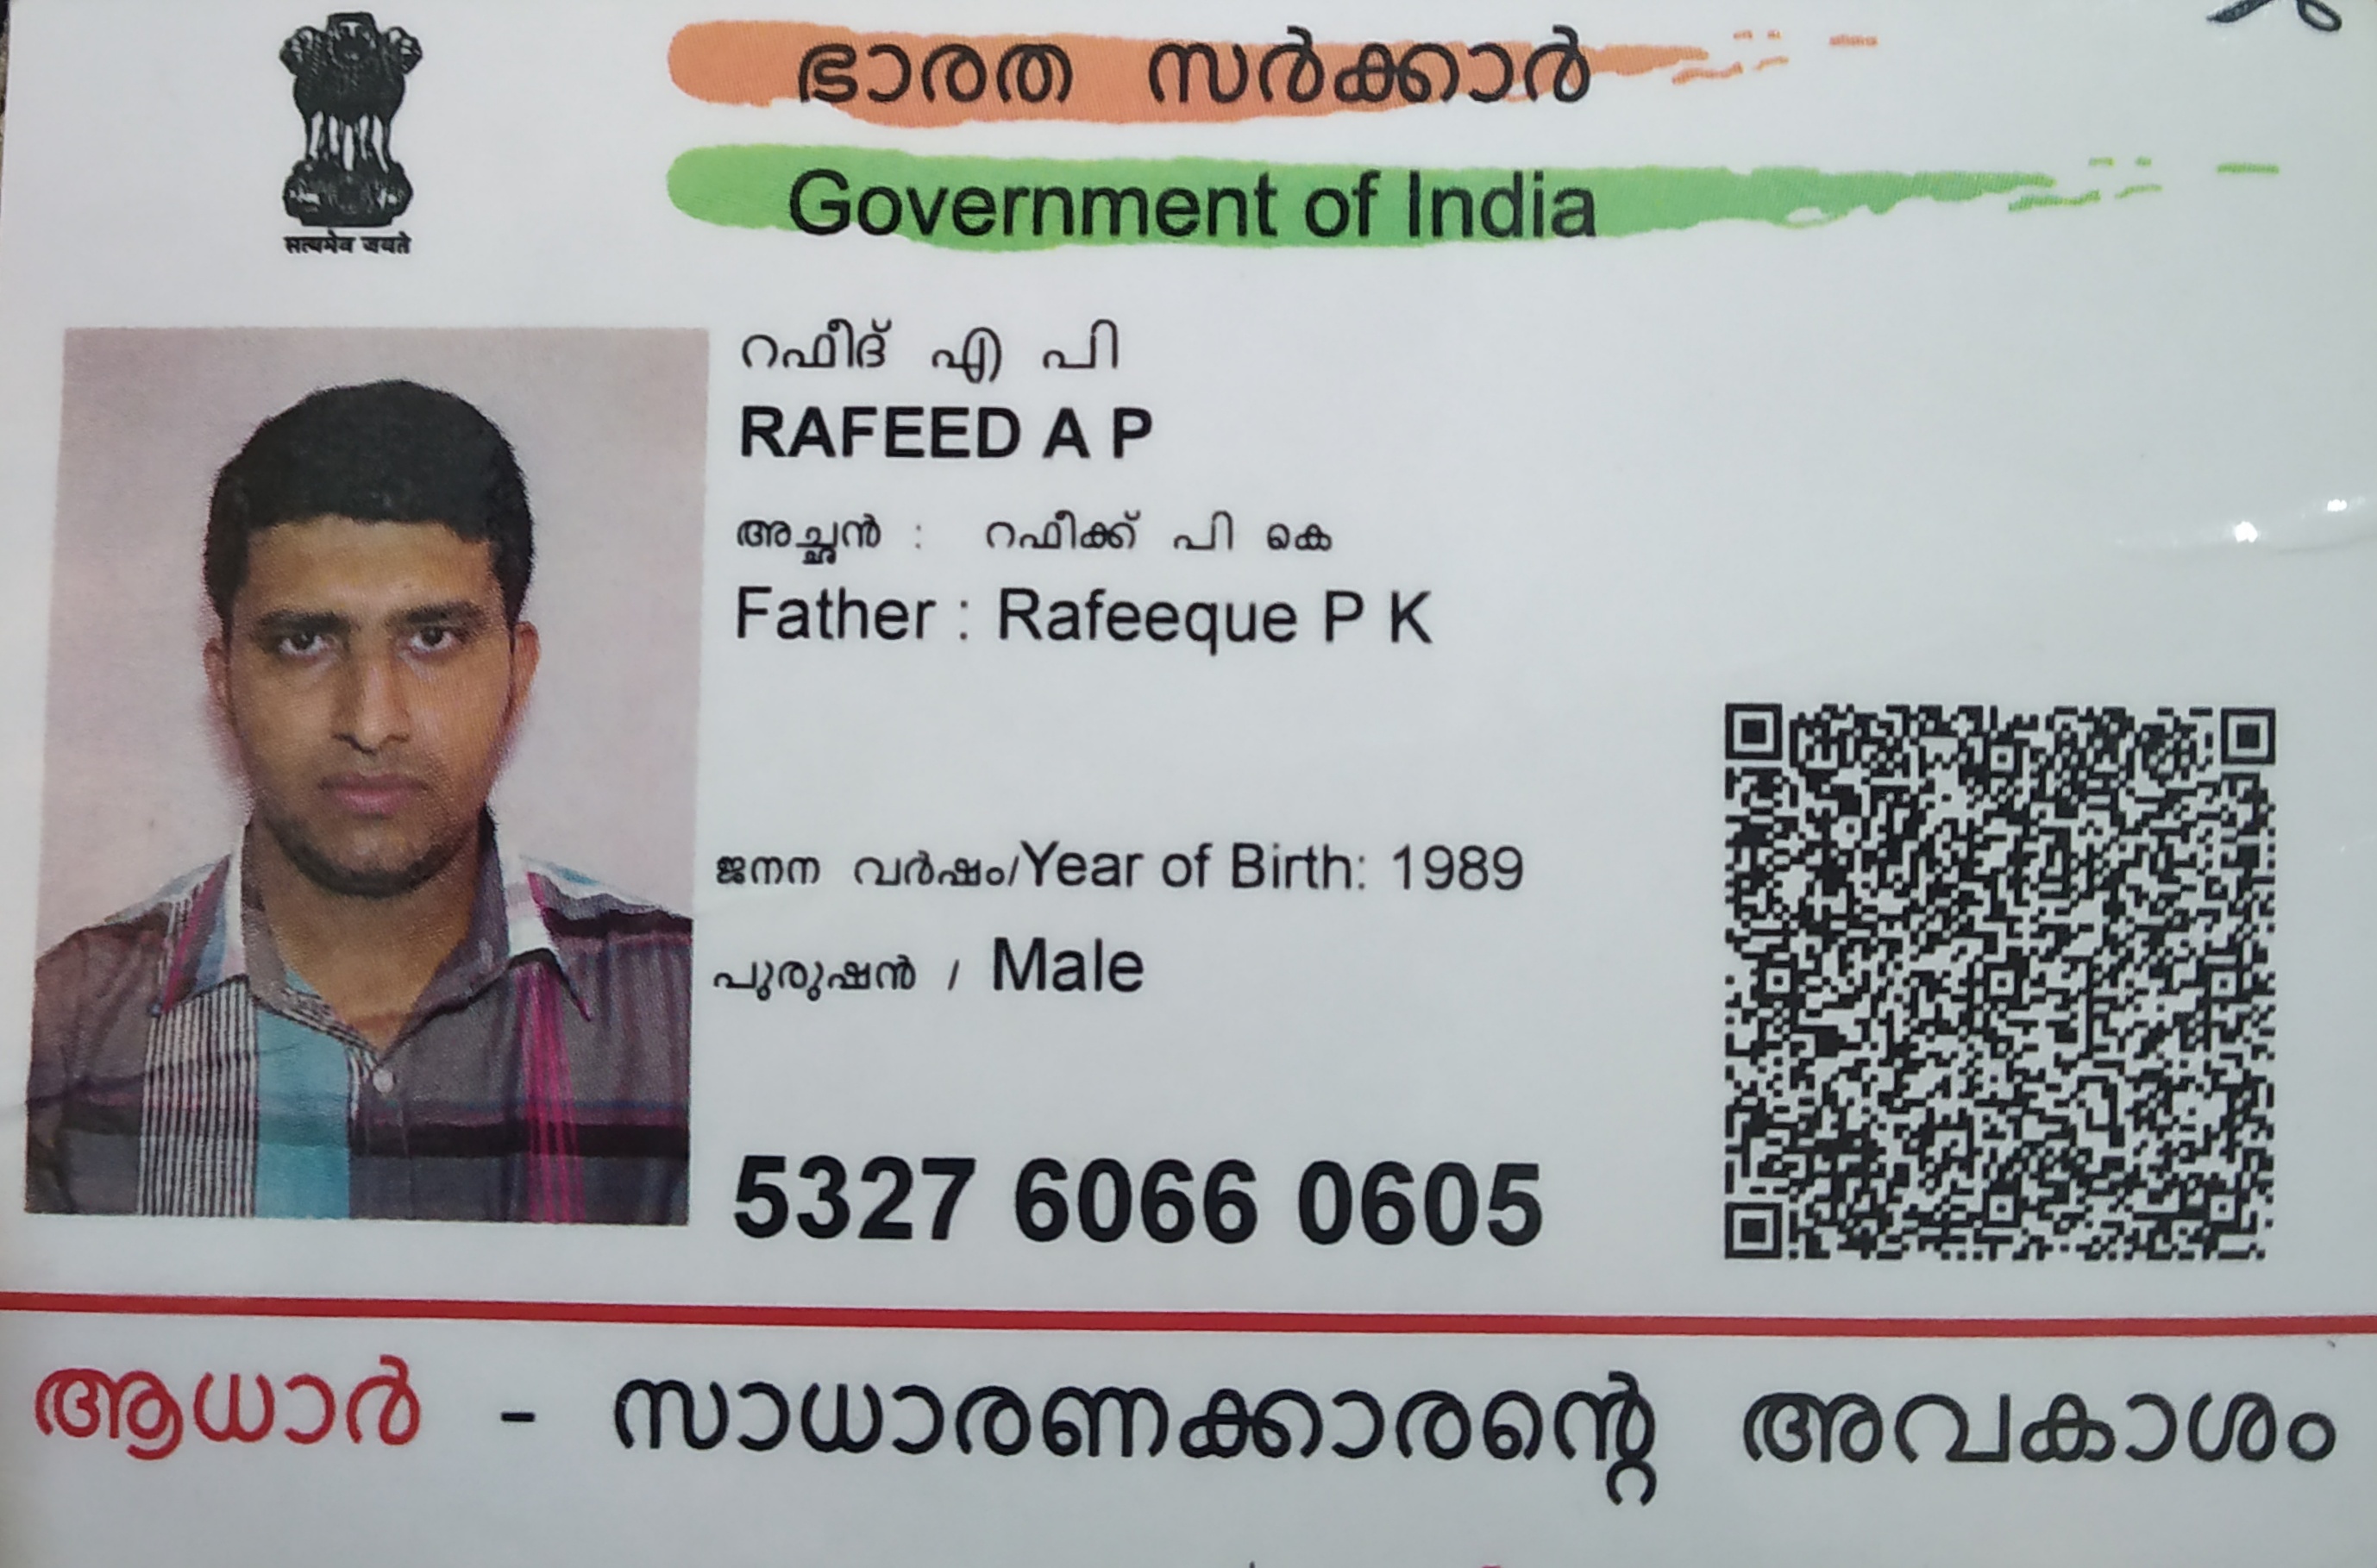 ഭാരത സർക്കാർ
Government of India
सत्यमेव जयते
റഫീദ് എ പി
RAFEED A P
അച്ഛൻ : റഫീക്ക് പി കെ
Father : Rafeeque P K
ജനന വർഷം/Year of Birth: 1989
പുരുഷൻ / Male
5327 6066 0605
ആധാർ - സാധാരണക്കാരന്റെ അവകാശം